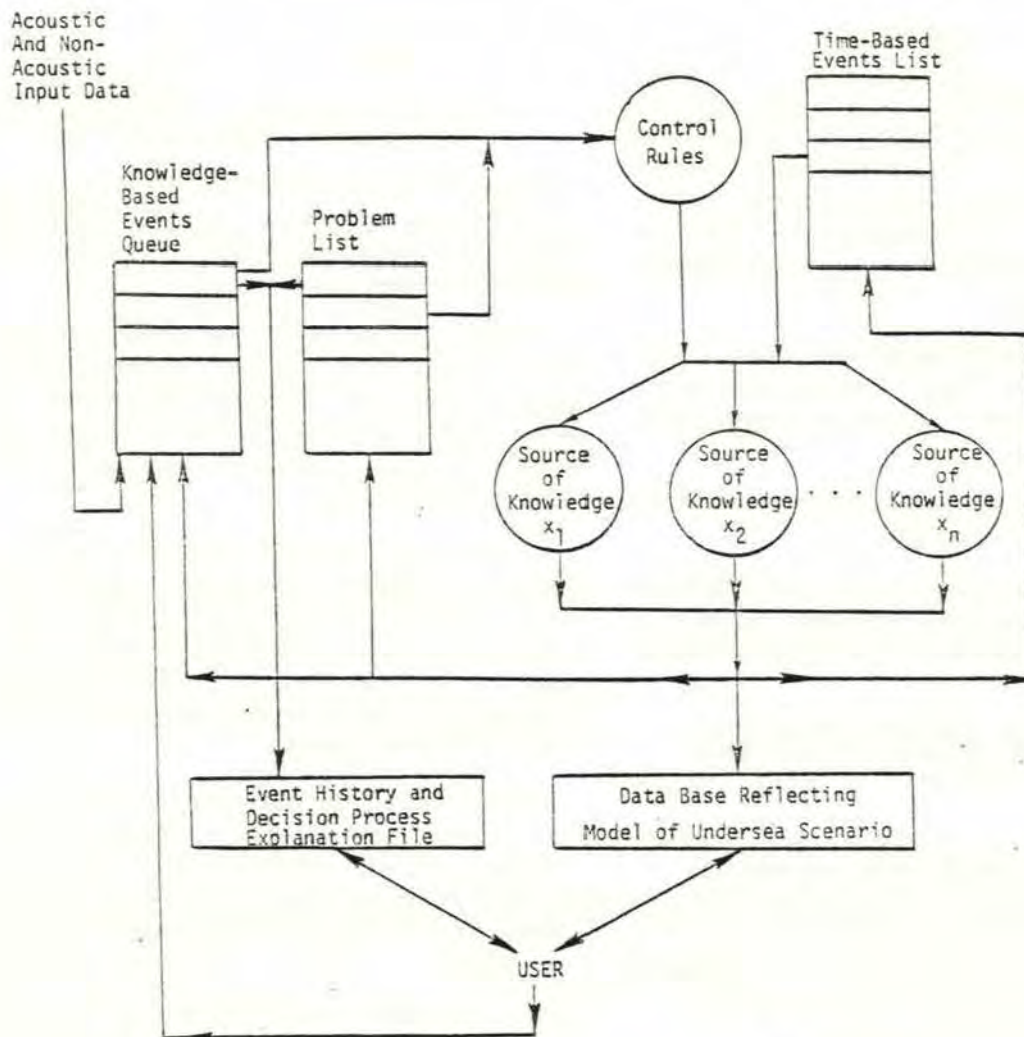 Acoustic
And Non-
Acoustic
Input Data
Time-Based
Events List
Control
Rules
Knowledge-
Based
Events
Queue
Problem
List
Source
of
Knowledge
x1
Source
of
Knowledge
x2
. . .
Source
of
Knowledge
xn
Event History and
Decision Process
Explanation File
Data Base Reflecting
Model of Undersea Scenario
USER